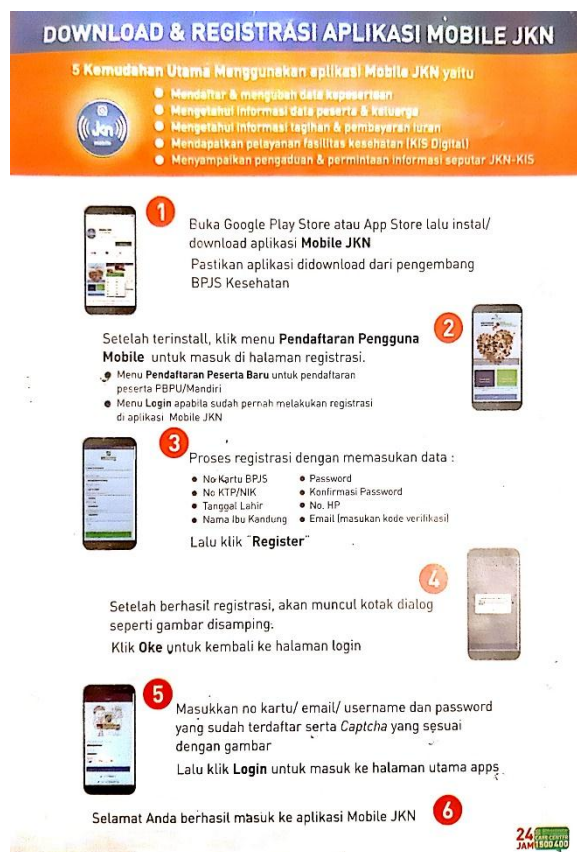 DOWNLOAD & REGISTRASI APLIKASI MOBILE JKN
5 Kemudahan Utama Menggunakan aplikasi Mobile JKN yaitu
Mendaftar & mengubah data kepesertaan
Mengetahui informasi data peserta & keluarga
Mengetahui informasi tagihan & pembayaran iuran
Mendapatkan pelayanan fasilitas kesehatan (KIS Digital)
Menyampaikan pengaduan & permintaan informasi seputar JKN-KIS
Jkn
mobile
1
Buka Google Play Store atau App Store lalu instal/
download aplikasi Mobile JKN
Pastikan aplikasi didownload dari pengembang
BPJS Kesehatan
2
Setelah terinstall, klik menu Pendaftaran Pengguna
Mobile untuk masuk di halaman registrasi.
Menu Pendaftaran Peserta Baru untuk pendaftaran
peserta PBPU/Mandiri
Menu Login apabila sudah pernah melakukan registrasi
di aplikasi Mobile JKN
3
Proses registrasi dengan memasukan data :
No Kartu BPJS
No KTP/NIK
Tanggal Lahir
Nama Ibu Kandung
Password
Konfirmasi Password
No. HP
Email (masukan kode verifikasi)
Lalu klik "Register"
4
Setelah berhasil registrasi, akan muncul kotak dialog
seperti gambar disamping.
Klik Oke untuk kembali ke halaman login
5
Masukkan no kartu/ email/ username dan password
yang sudah terdaftar serta Captcha yang sesuai
dengan gambar
Lalu klik Login untuk masuk ke halaman utama apps
Selamat Anda berhasil masuk ke aplikasi Mobile JKN
6
24
JAM
CARE CENTER
1500400